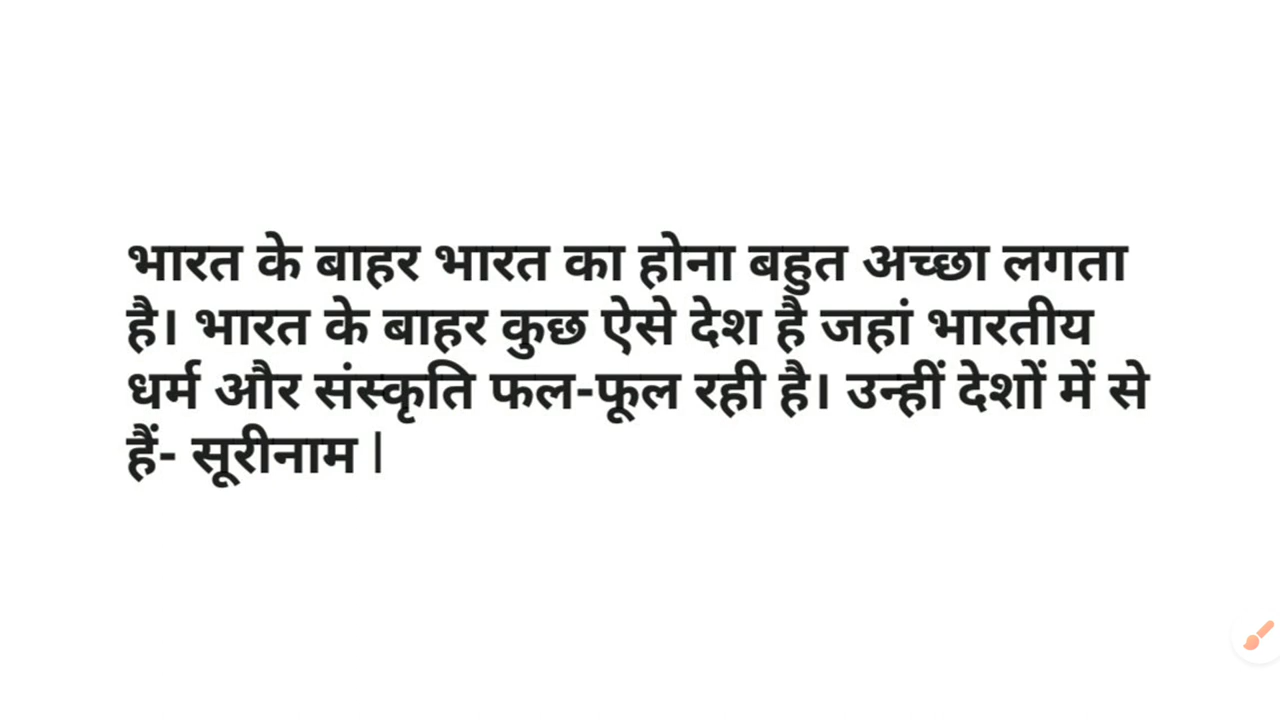 भारत के बाहर भारत का होना बहुत अच्छा लगता
है। भारत के बाहर कुछ ऐसे देश है जहां भारतीय
धर्म और संस्कृति फल-फूल रही है। उन्हीं देशों में से
हैं- सूरीनाम |